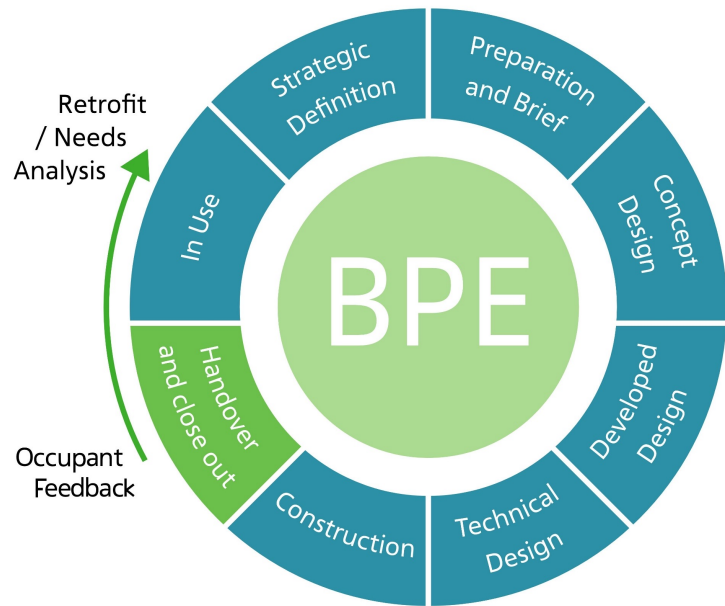 Strategic
Definition
Preparation
and Brief
Concept
Design
Developed
Design
Technical
Design
Construction
Handover
and close out
In Use
BPE
Retrofit
/ Needs
Analysis
Occupant
Feedback